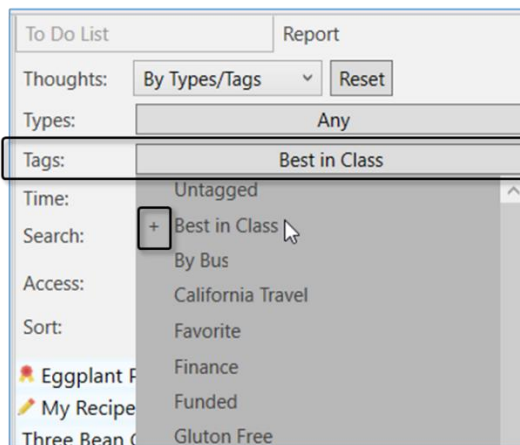 To Do List Report
Thoughts: By Types/Tags Reset
Types: Any
Tags: Best in Class
Time: Untagged
Search: + Best in Class
By Bus
Access: California Travel
Sort: Favorite
Eggplant Finance
My Recipe Funded
Three Bean Gluton Free